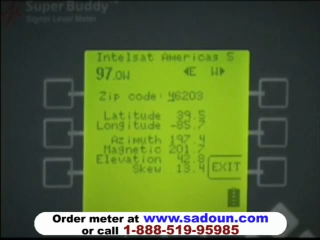 Super Buddy
Signal Level Meter
Intelsat Americas 5
97.0W E W
Zip code: 46203
Latitude 39.5
Longitude -85.7
Azimuth 197.4
Magnetic 201.7
Elevation 42.8
Skew 13.4 EXIT
Order meter at www.sadoun.com
or call 1-888-519-95985